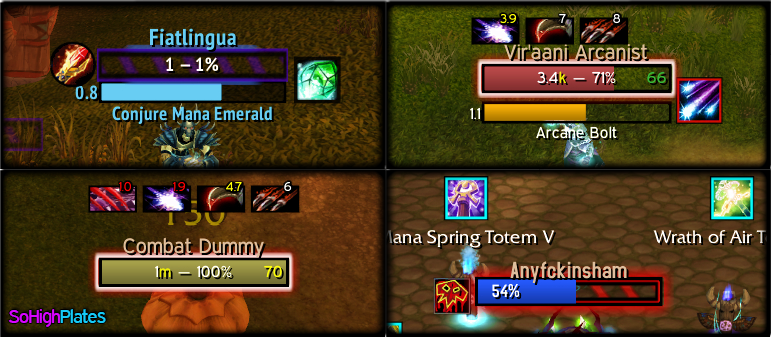 Fiatlingua
1 – 1%
0.8
Conjure Mana Emerald
3.9 7 8
Vir'aani Arcanist
3.4k — 71% 66
1.1
Arcane Bolt
10 19 4.7 6
Combat Dummy
1m — 100% 70
SoHighPlates
Mana Spring Totem V
Wrath of Air T
Anyfckinsham
54%